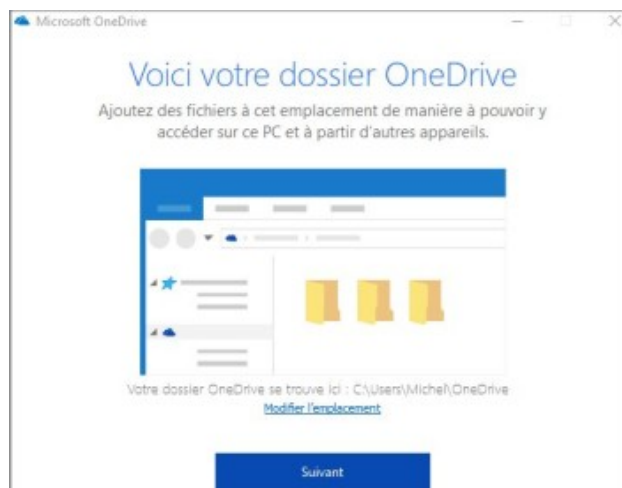 Microsoft OneDrive
Voici votre dossier OneDrive
Ajoutez des fichiers à cet emplacement de manière à pouvoir y
accéder sur ce PC et à partir d'autres appareils.
Votre dossier OneDrive se trouve ici : C:\Users\Michel\OneDrive
Modifier l'emplacement
Suivant